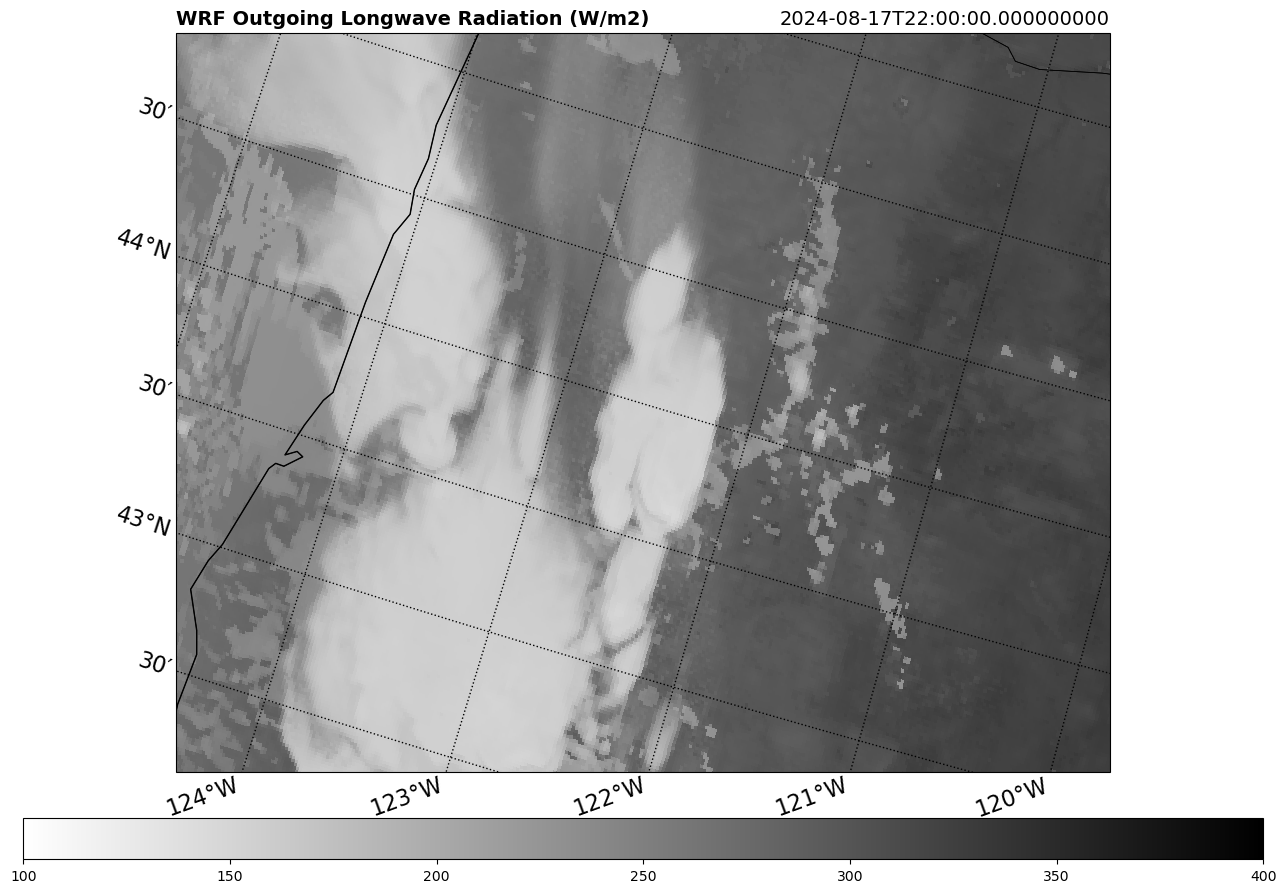 WRF Outgoing Longwave Radiation (W/m2) 2024-08-17T22:00:00.000000000
30′
44°N
30′
43°N
30′
124°W 123°W 122°W 121°W 120°W
100 150 200 250 300 350 400